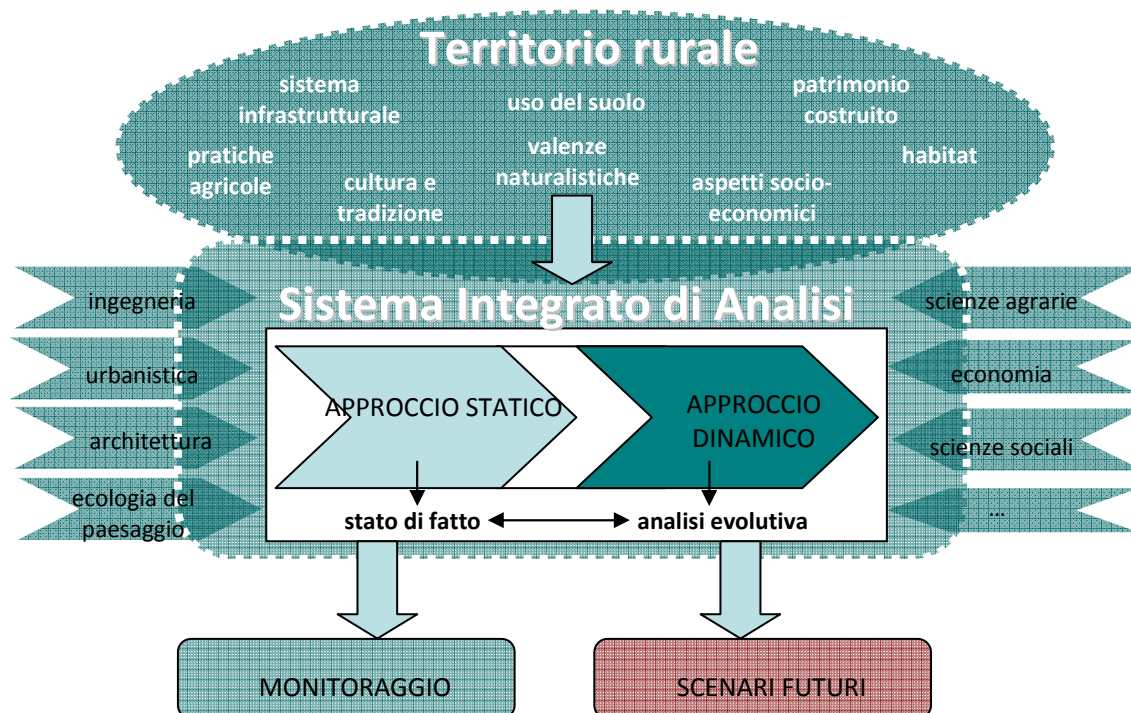 Territorio rurale
sistema
infrastrutturale
uso del suolo
patrimonio
costruito
pratiche
agricole
cultura e
tradizione
valenze
naturalistiche
aspetti socio-
economici
habitat
Sistema Integrato di Analisi
ingegneria
urbanistica
architettura
ecologia del
paesaggio
scienze agrarie
economia
scienze sociali
...
APPROCCIO STATICO
APPROCCIO
DINAMICO
stato di fatto
analisi evolutiva
MONITORAGGIO
SCENARI FUTURI